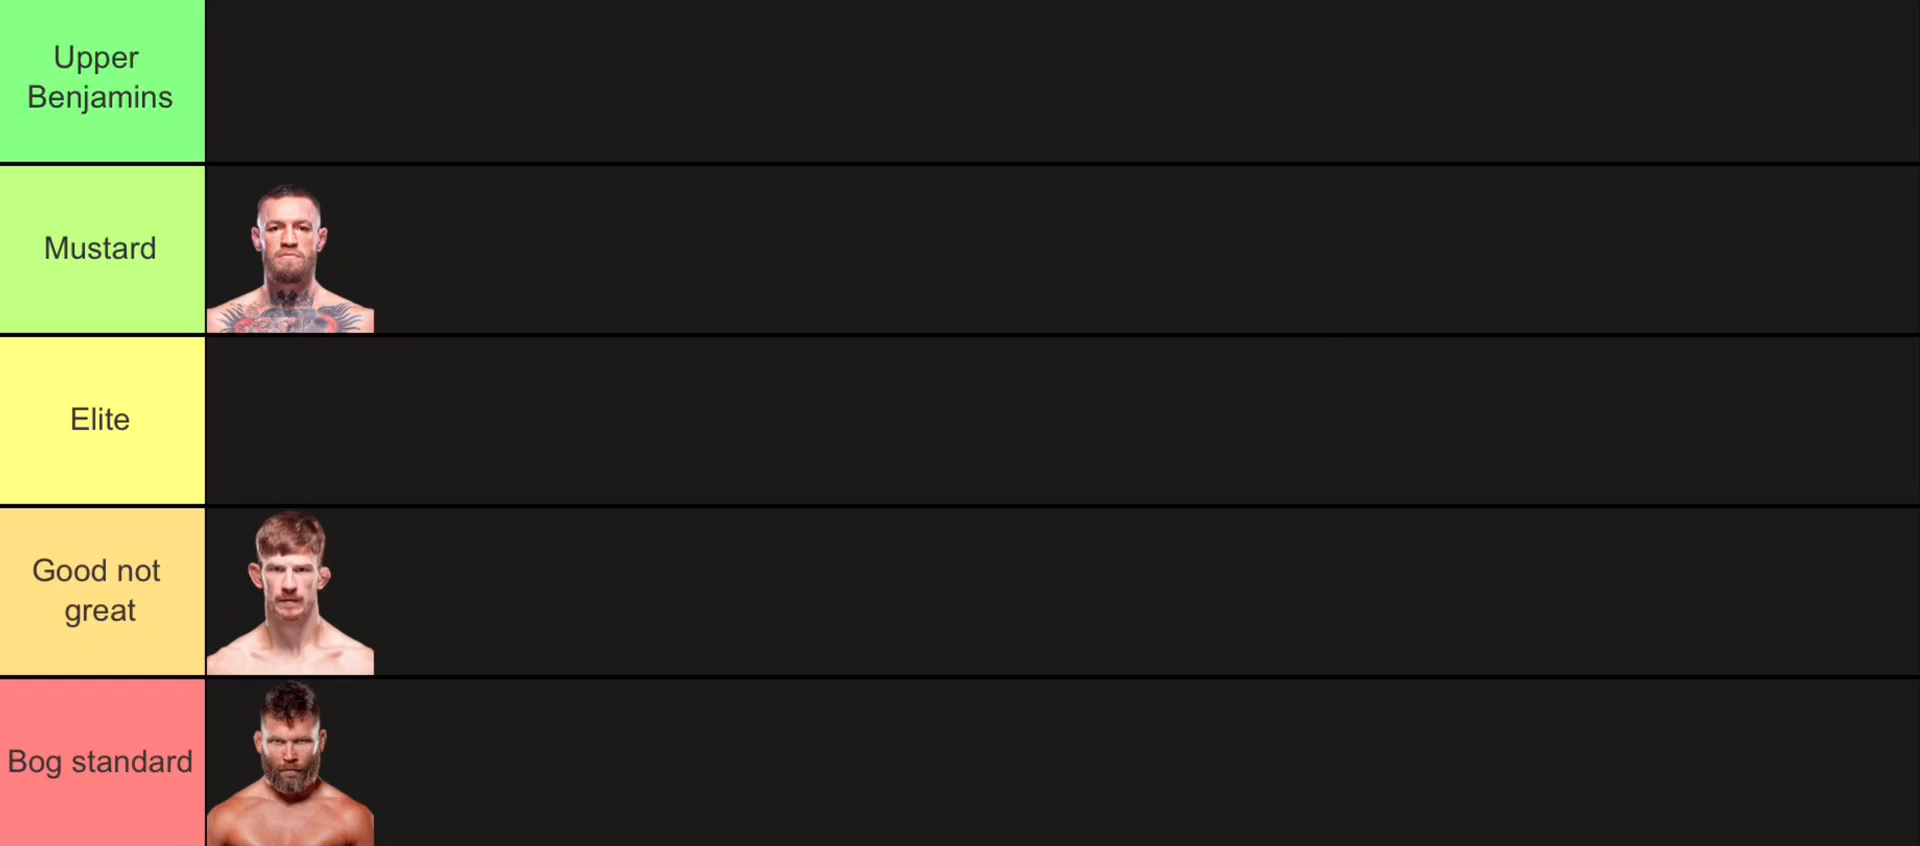 Upper
Benjamins
Mustard
Elite
Good not
great
Bog standard